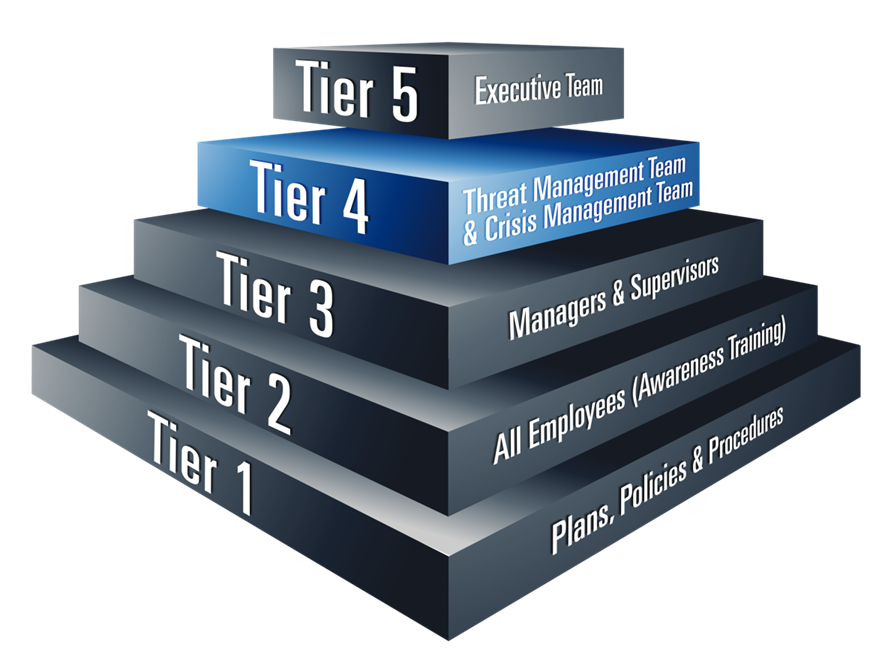 Tier 5
Executive Team
Tier 4
Threat Management Team
& Crisis Management Team
Tier 3
Managers & Supervisors
Tier 2
All Employees (Awareness Training)
Tier 1
Plans, Policies & Procedures